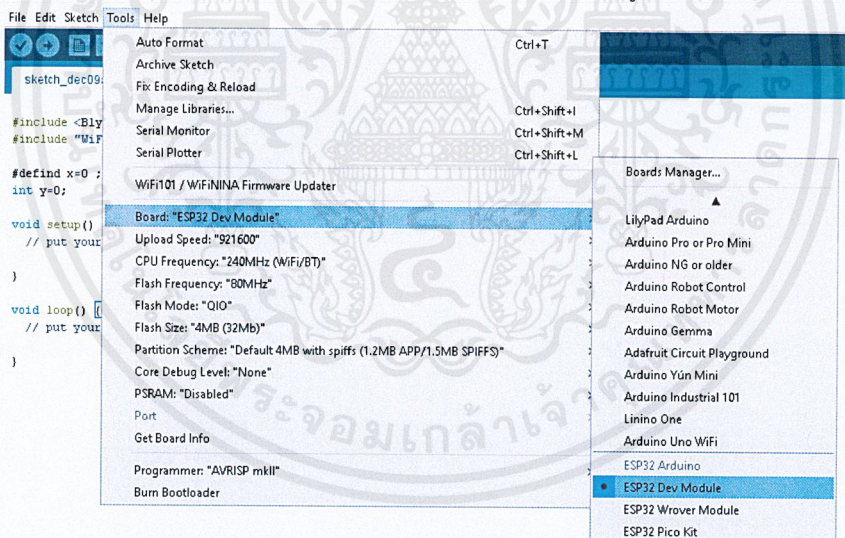 File Edit Sketch Tools Help
sketch_dec09
#include <Bly
#include "WiF
#defind x=0 ;
int y=0;
void setup()
// put your
}
void loop() {
// put your
}
Auto Format Ctrl+T
Archive Sketch
Fix Encoding & Reload
Manage Libraries... Ctrl+Shift+I
Serial Monitor Ctrl+Shift+M
Serial Plotter Ctrl+Shift+L
WiFi101 / WiFiNINA Firmware Updater
Board: "ESP32 Dev Module"
Upload Speed: "921600"
CPU Frequency: "240MHz (WiFi/BT)"
Flash Frequency: "80MHz"
Flash Mode: "QIO"
Flash Size: "4MB (32Mb)"
Partition Scheme: "Default 4MB with spiffs (1.2MB APP/1.5MB SPIFFS)"
Core Debug Level: "None"
PSRAM: "Disabled"
Port
Get Board Info
Programmer: "AVRISP mkII"
Burn Bootloader
Boards Manager...
LilyPad Arduino
Arduino Pro or Pro Mini
Arduino NG or older
Arduino Robot Control
Arduino Robot Motor
Arduino Gemma
Adafruit Circuit Playground
Arduino Yún Mini
Arduino Industrial 101
Linino One
Arduino Uno WiFi
ESP32 Arduino
ESP32 Dev Module
ESP32 Wrover Module
ESP32 Pico Kit